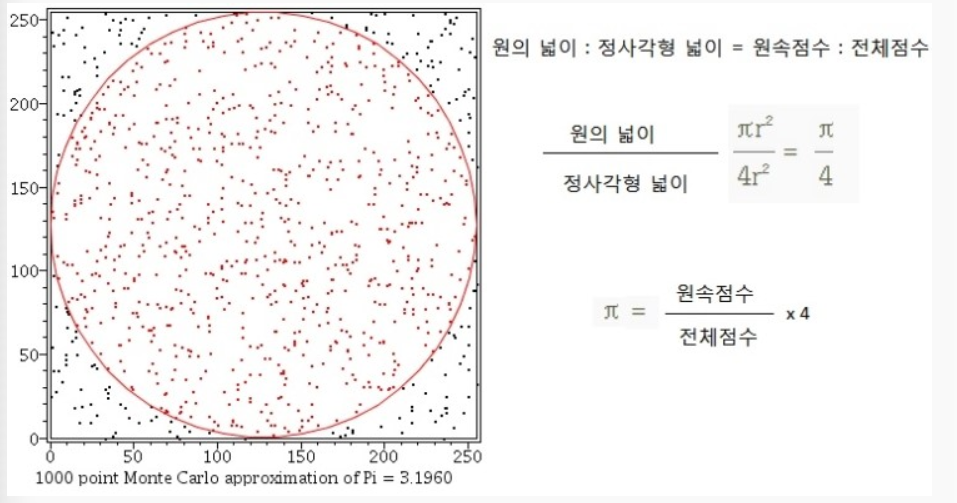 250
200
150
100
50
0
0 50 100 150 200 250
1000 point Monte Carlo approximation of Pi = 3.1960
원의 넓이 : 정사각형 넓이 = 원속점수 : 전체점수
원의 넓이
정사각형 넓이
πr²
4r²
=
π
4
π =
원속점수
전체점수
x 4